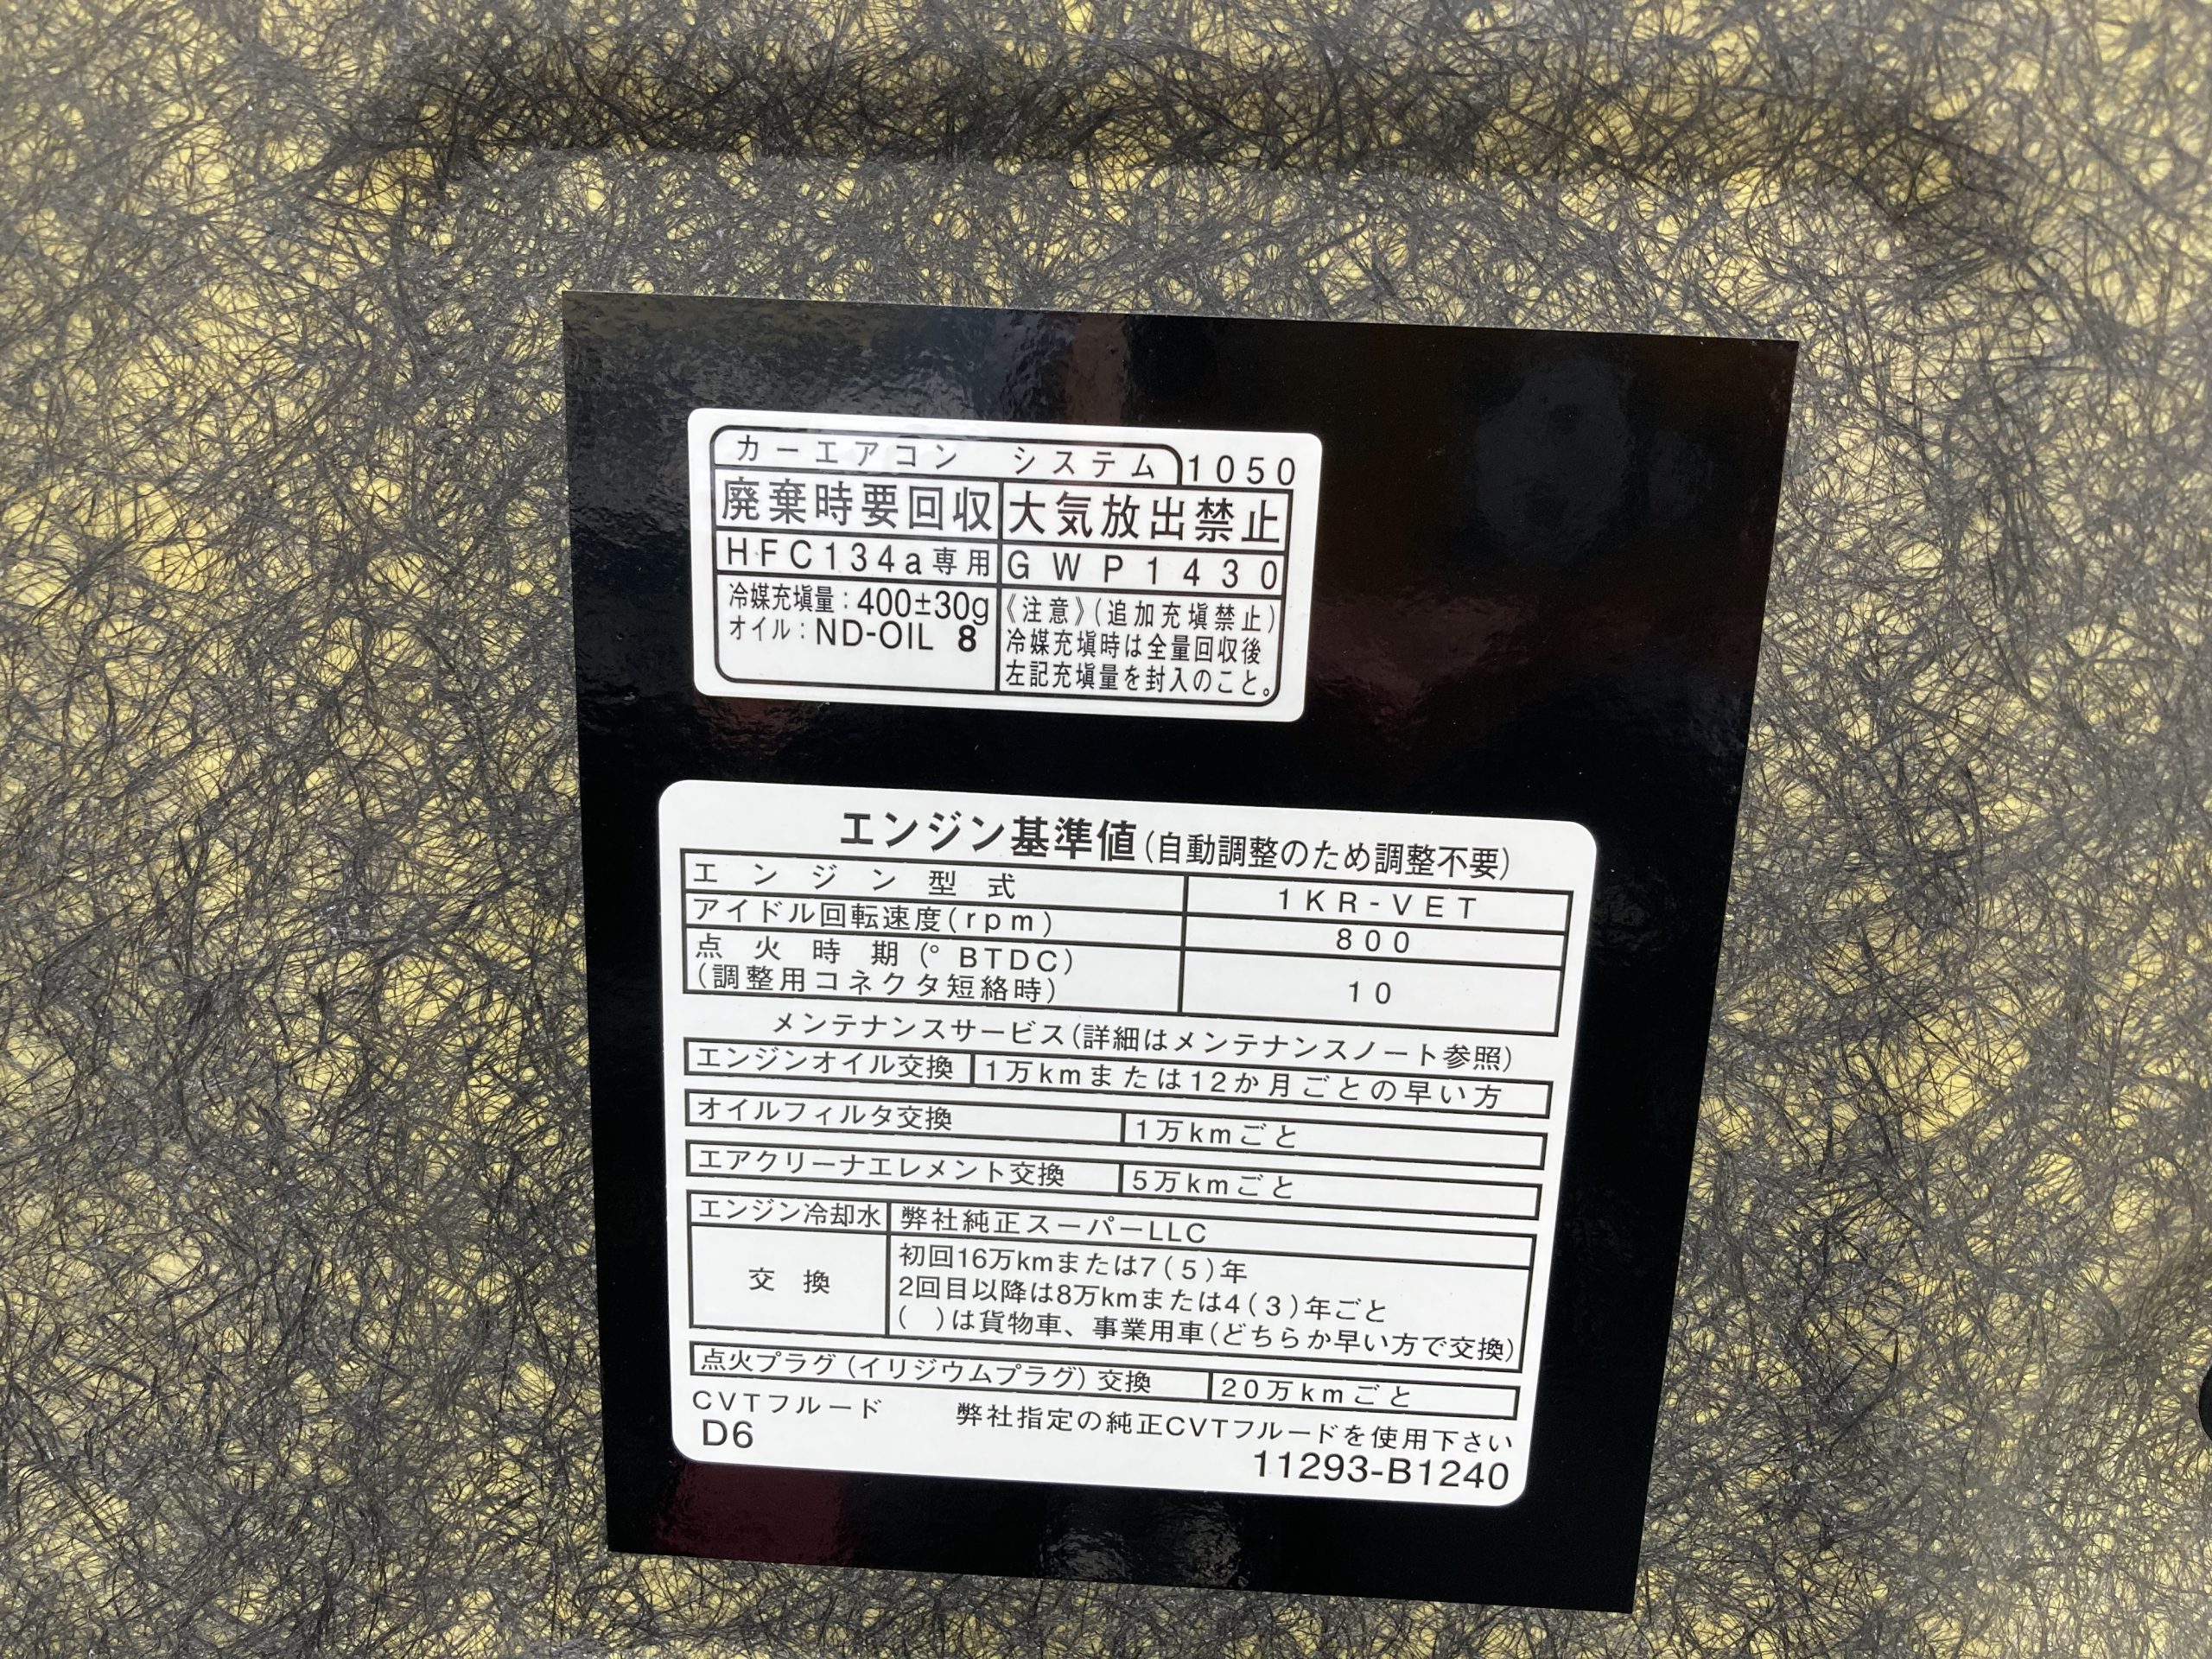 カーエアコン システム 1050
廃棄時要回収 大気放出禁止
HFC134a専用 GWP1430
冷媒充填量:400±30g
オイル:ND-OIL 8
《注意》(追加充填禁止)
冷媒充填時は全量回収後
左記充填量を封入のこと。
エンジン基準値(自動調整のため調整不要)
エンジン型式 1KR-VET
アイドル回転速度(rpm) 800
点火時期(°BTDC)
(調整用コネクタ短絡時) 10
メンテナンスサービス(詳細はメンテナンスノート参照)
エンジンオイル交換 1万kmまたは12か月ごとの早い方
オイルフィルタ交換 1万kmごと
エアクリーナエレメント交換 5万kmごと
エンジン冷却水 弊社純正スーパーLLC
交換
初回16万kmまたは7(5)年
2回目以降は8万kmまたは4(3)年ごと
( )は貨物車、事業用車(どちらか早い方で交換)
点火プラグ(イリジウムプラグ)交換 20万kmごと
CVTフルード 弊社指定の純正CVTフルードを使用下さい
D6
11293-B1240